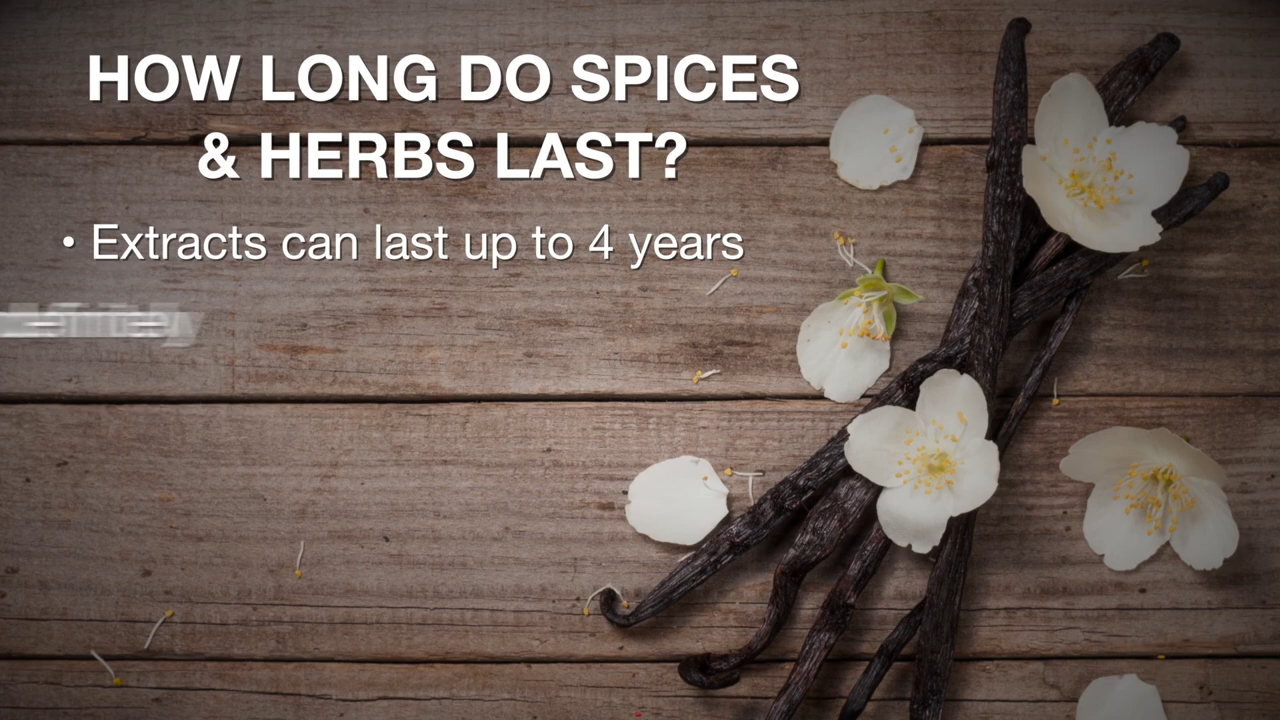 HOW LONG DO SPICES
& HERBS LAST?
• Extracts can last up to 4 years